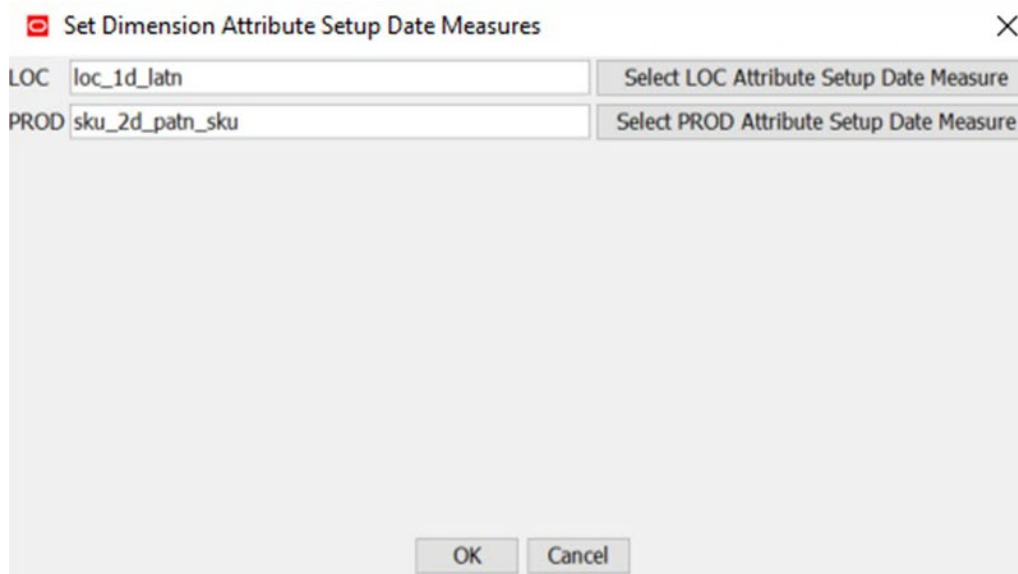 Set Dimension Attribute Setup Date Measures
LOC loc_1d_latn Select LOC Attribute Setup Date Measure
PROD sku_2d_patn_sku Select PROD Attribute Setup Date Measure
OK Cancel